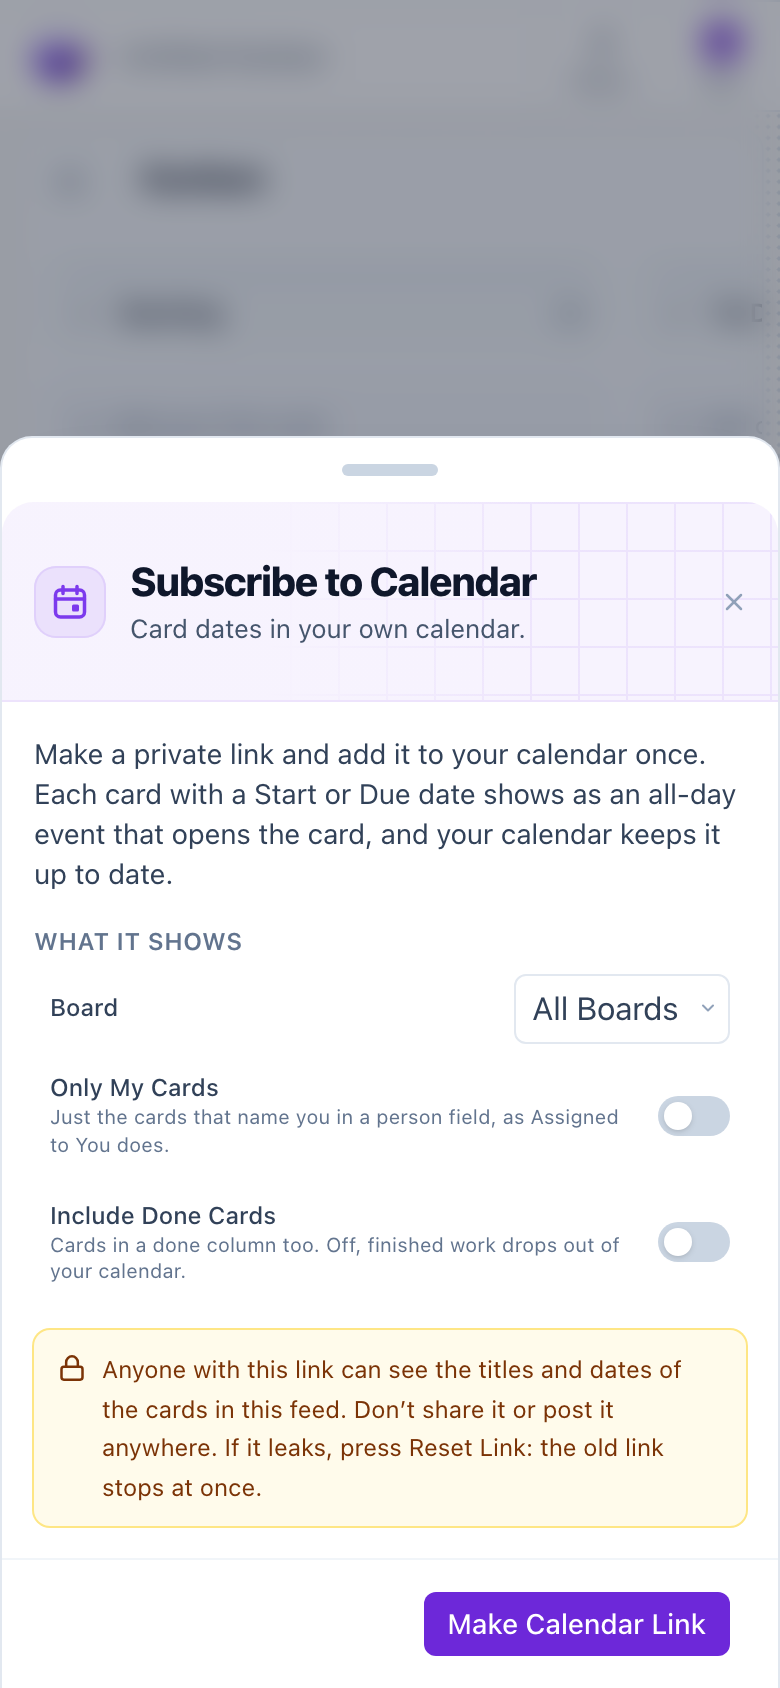 Subscribe to Calendar
Card dates in your own calendar.
Make a private link and add it to your calendar once.
Each card with a Start or Due date shows as an all-day
event that opens the card, and your calendar keeps it
up to date.
WHAT IT SHOWS
Board
All Boards
Only My Cards
Just the cards that name you in a person field, as Assigned
to You does.
Include Done Cards
Cards in a done column too. Off, finished work drops out of
your calendar.
Anyone with this link can see the titles and dates of
the cards in this feed. Don’t share it or post it
anywhere. If it leaks, press Reset Link: the old link
stops at once.
Make Calendar Link